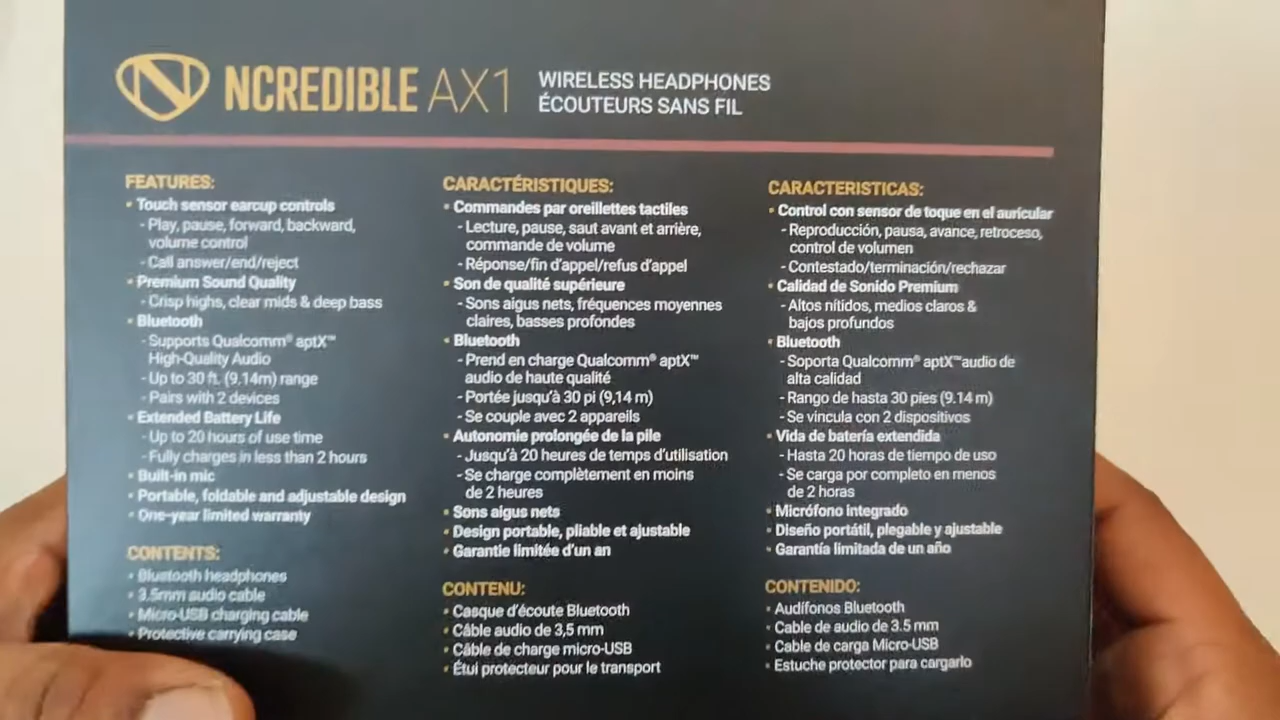 NCREDIBLE AX1
WIRELESS HEADPHONES
ÉCOUTEURS SANS FIL
FEATURES:
• Touch sensor earcup controls
- Play, pause, forward, backward,
volume control
- Call answer/end/reject
• Premium Sound Quality
- Crisp highs, clear mids & deep bass
• Bluetooth
- Supports Qualcomm® aptX™
High-Quality Audio
- Up to 30 ft. (9.14m) range
- Pairs with 2 devices
• Extended Battery Life
- Up to 20 hours of use time
- Fully charges in less than 2 hours
• Built-in mic
• Portable, foldable and adjustable design
• One-year limited warranty
CONTENTS:
• Bluetooth headphones
• 3.5mm audio cable
• Micro-USB charging cable
• Protective carrying case
CARACTÉRISTIQUES:
• Commandes par oreillettes tactiles
- Lecture, pause, saut avant et arrière,
commande de volume
- Réponse/fin d'appel/refus d'appel
• Son de qualité supérieure
- Sons aigus nets, fréquences moyennes
claires, basses profondes
• Bluetooth
- Prend en charge Qualcomm® aptX™
audio de haute qualité
- Portée jusqu'à 30 pi (9,14 m)
- Se couple avec 2 appareils
• Autonomie prolongée de la pile
- Jusqu'à 20 heures de temps d'utilisation
- Se charge complètement en moins
de 2 heures
• Sons aigus nets
• Design portable, pliable et ajustable
• Garantie limitée d'un an
CONTENU:
• Casque d'écoute Bluetooth
• Câble audio de 3,5 mm
• Câble de charge micro-USB
• Étui protecteur pour le transport
CARACTERISTICAS:
• Control con sensor de toque en el auricular
- Reproducción, pausa, avance, retroceso,
control de volumen
- Contestado/terminación/rechazar
• Calidad de Sonido Premium
- Altos nítidos, medios claros &
bajos profundos
• Bluetooth
- Soporta Qualcomm® aptX™audio de
alta calidad
- Rango de hasta 30 pies (9.14 m)
- Se vincula con 2 dispositivos
• Vida de batería extendida
- Hasta 20 horas de tiempo de uso
- Se carga por completo en menos
de 2 horas
• Micrófono integrado
• Diseño portátil, plegable y ajustable
• Garantía limitada de un año
CONTENIDO:
• Audífonos Bluetooth
• Cable de audio de 3.5 mm
• Cable de carga Micro-USB
• Estuche protector para cargarlo